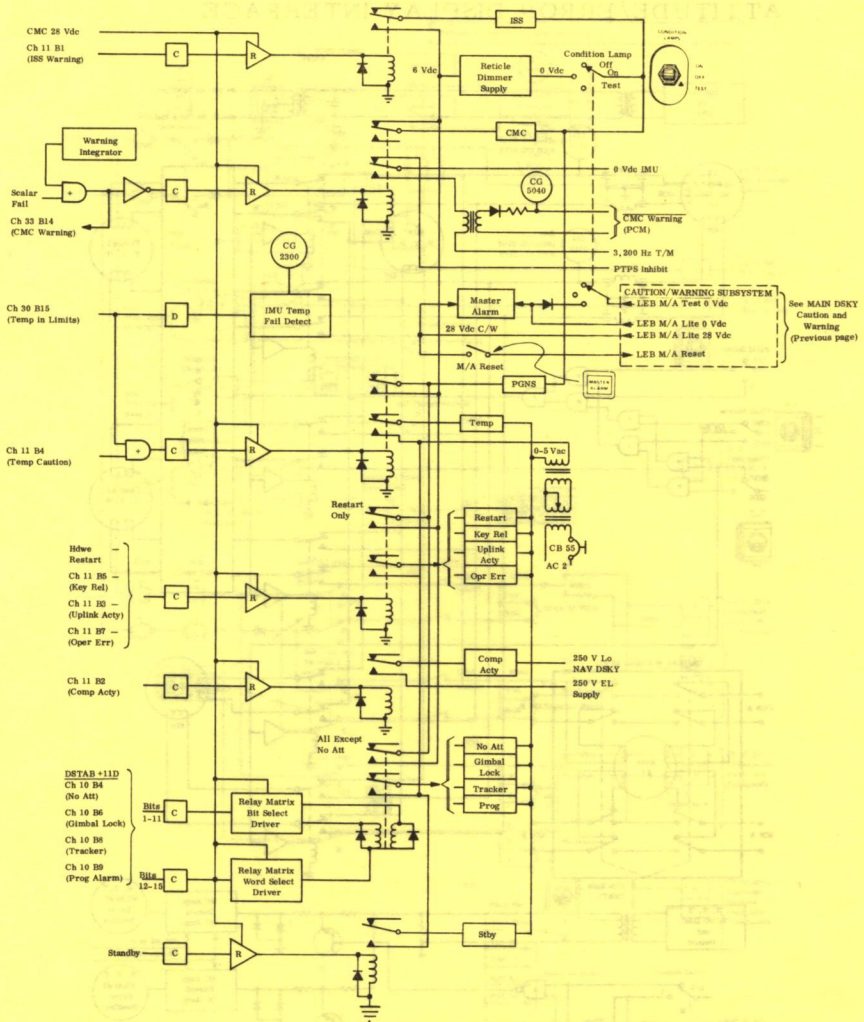 CMC 28 Vdc
Ch 11 B1
(ISS Warning)
C
R
ISS
6 Vdc
Reticle
Dimmer
Supply
0 Vdc
Condition Lamp
Off
On
Test
CONDITION
LAMPS
ON
OFF
TEST
Warning
Integrator
Scalar
Fail
+
C
R
Ch 33 B14
(CMC Warning)
CMC
0 Vdc IMU
CG
5040
CMC Warning
(PCM)
3,200 Hz T/M
PTPS Inhibit
CG
2300
Ch 30 B15
(Temp in Limits)
D
IMU Temp
Fail Detect
Master
Alarm
28 Vdc C/W
M/A Reset
CAUTION/WARNING SUBSYSTEM
LEB M/A Test 0 Vdc
LEB M/A Lite 0 Vdc
LEB M/A Lite 28 Vdc
LEB M/A Reset
See MAIN DSKY
Caution and
Warning
(Previous page)
MASTER
ALARM
PGNS
Temp
Ch 11 B4
(Temp Caution)
+
C
R
0-5 Vac
CB 55
AC 2
Restart
Only
Restart
Key Rel
Uplink
Acty
Opr Err
Hdwe –
Restart
Ch 11 B5 –
(Key Rel)
Ch 11 B3 –
(Uplink Acty)
Ch 11 B7 –
(Oper Err)
C
R
Comp
Acty
250 V Lo
NAV DSKY
250 V EL
Supply
Ch 11 B2
(Comp Acty)
C
R
All Except
No Att
No Att
Gimbal
Lock
Tracker
Prog
DSTAB +11D
Ch 10 B4
(No Att)
Ch 10 B6
(Gimbal Lock)
Ch 10 B8
(Tracker)
Ch 10 B9
(Prog Alarm)
Bits
1-11
C
Relay Matrix
Bit Select
Driver
Bits
12-15
C
Relay Matrix
Word Select
Driver
Stby
Standby
C
R